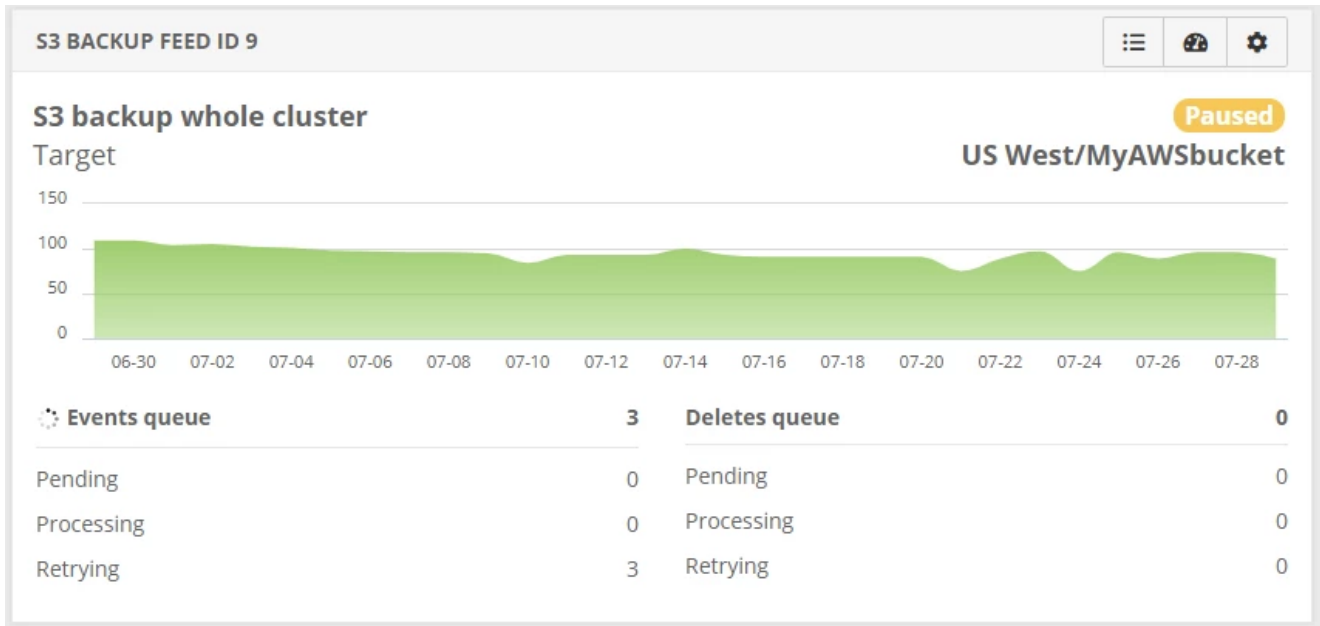 S3 BACKUP FEED ID 9
S3 backup whole cluster
Paused
Target
US West/MyAWSbucket
150
100
50
0
06-30 07-02 07-04 07-06 07-08 07-10 07-12 07-14 07-16 07-18 07-20 07-22 07-24 07-26 07-28
Events queue 3
Pending 0
Processing 0
Retrying 3
Deletes queue 0
Pending 0
Processing 0
Retrying 0